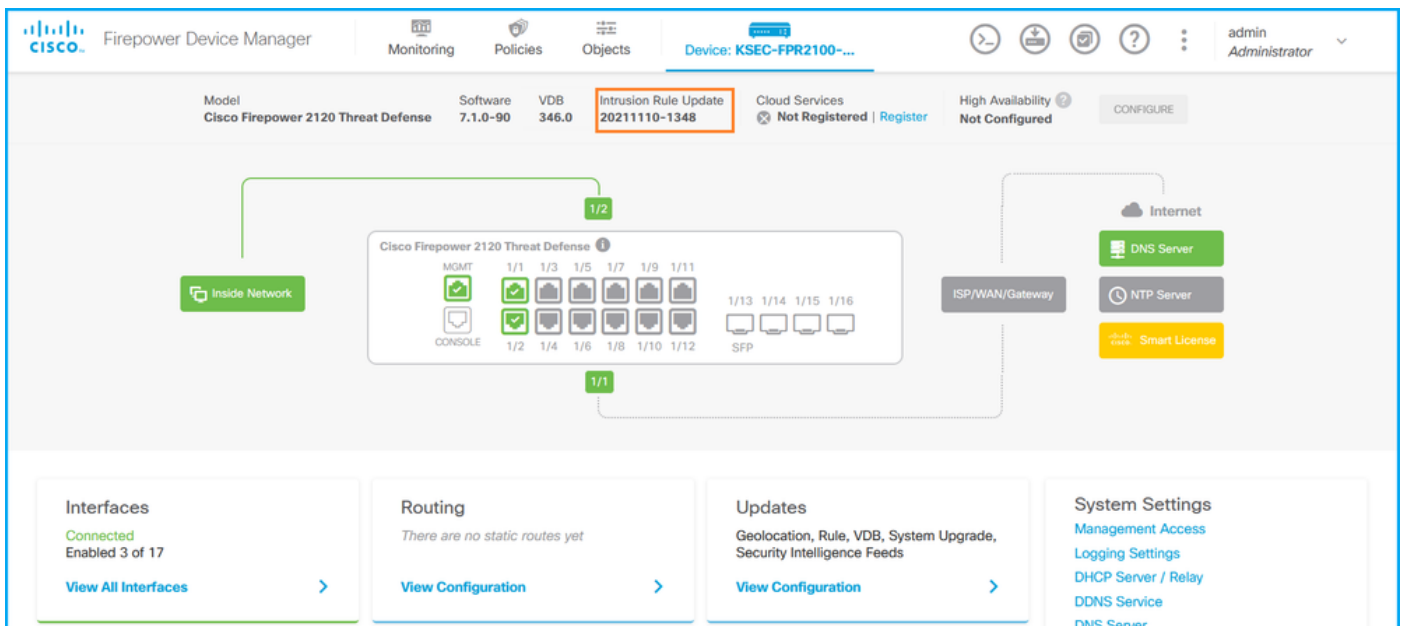 CISCO
Firepower Device Manager
Monitoring
Policies
Objects
Device: KSEC-FPR2100-...
admin
Administrator
Model
Cisco Firepower 2120 Threat Defense
Software
7.1.0-90
VDB
346.0
Intrusion Rule Update
20211110-1348
Cloud Services
Not Registered | Register
High Availability ?
Not Configured
CONFIGURE
1/2
Internet
Cisco Firepower 2120 Threat Defense
MGMT 1/1 1/3 1/5 1/7 1/9 1/11
DNS Server
Inside Network
1/13 1/14 1/15 1/16
ISP/WAN/Gateway
NTP Server
CONSOLE 1/2 1/4 1/6 1/8 1/10 1/12 SFP
Smart License
1/1
Interfaces
Connected
Enabled 3 of 17
View All Interfaces
Routing
There are no static routes yet
View Configuration
Updates
Geolocation, Rule, VDB, System Upgrade,
Security Intelligence Feeds
View Configuration
System Settings
Management Access
Logging Settings
DHCP Server / Relay
DDNS Service
DNS Server